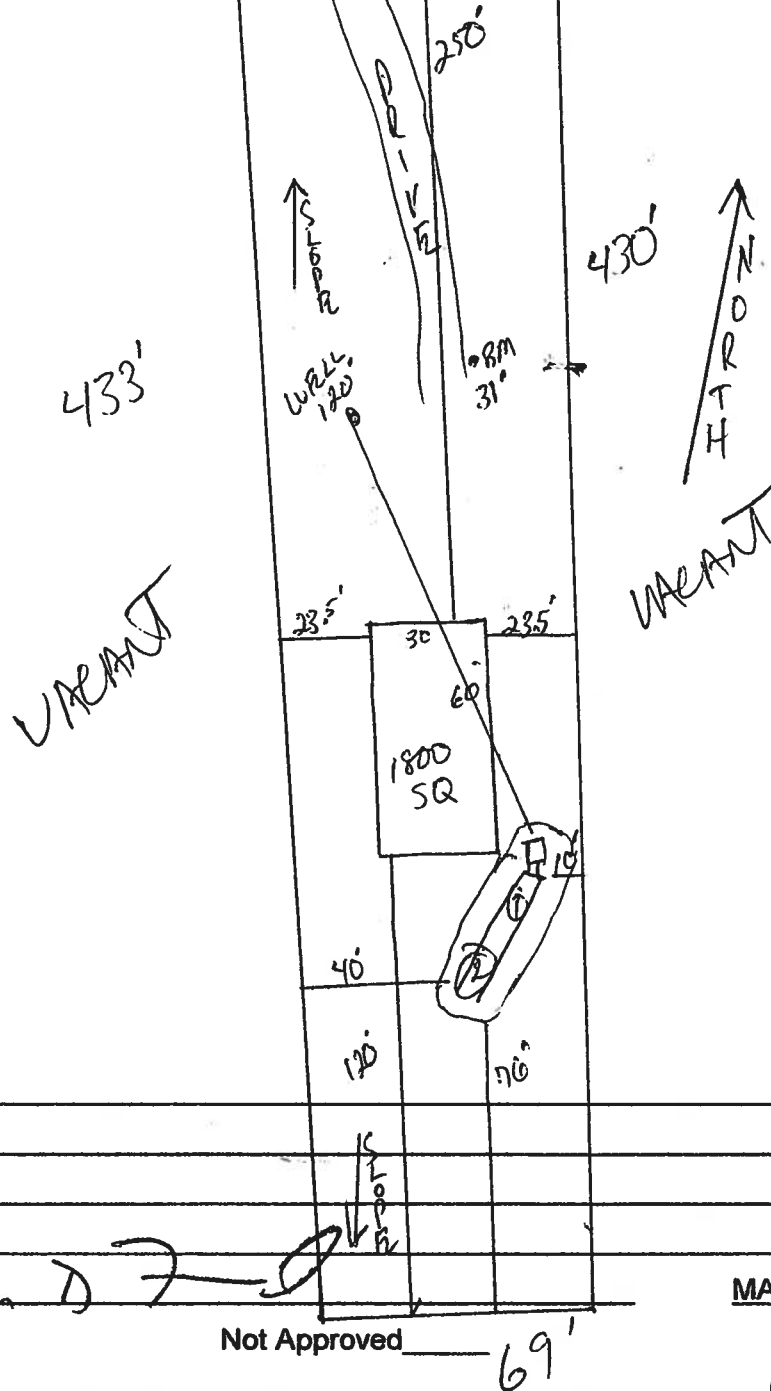 250'
DRIVE
SLOPE
430'
NORTH
433'
WELL
120'
BM
31'
VACANT
VACANT
23.5'
30
23.5'
60'
1800
SQ
10'
1
2
40'
120'
SLOPE
MA
Not Approved
69'